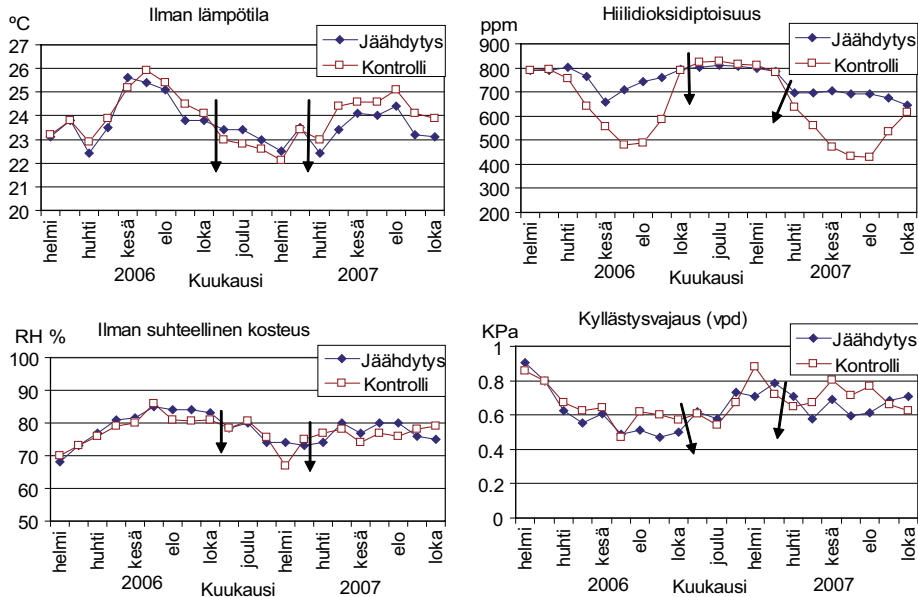 Ilman lämpötila
ºC
27
26
25
24
23
22
21
20
Jäähdytys
Kontrolli
helmi
huhti
kesä
elo
loka
joulu
helmi
huhti
kesä
elo
loka
2006
2007
Kuukausi
Hiilidioksidiptoisuus
ppm
900
800
700
600
500
400
300
200
Jäähdytys
Kontrolli
helmi
huhti
kesä
elo
loka
joulu
helmi
huhti
kesä
elo
loka
2006
2007
Kuukausi
Ilman suhteellinen kosteus
RH %
100
90
80
70
60
50
Jäähdytys
Kontrolli
helmi
huhti
kesä
elo
loka
joulu
helmi
huhti
kesä
elo
loka
2006
2007
Kuukausi
Kyllästysvajaus (vpd)
KPa
1
0.8
0.6
0.4
0.2
0
Jäähdytys
Kontrolli
helmi
huhti
kesä
elo
loka
joulu
helmi
huhti
kesä
elo
loka
2006
Kuukausi
2007